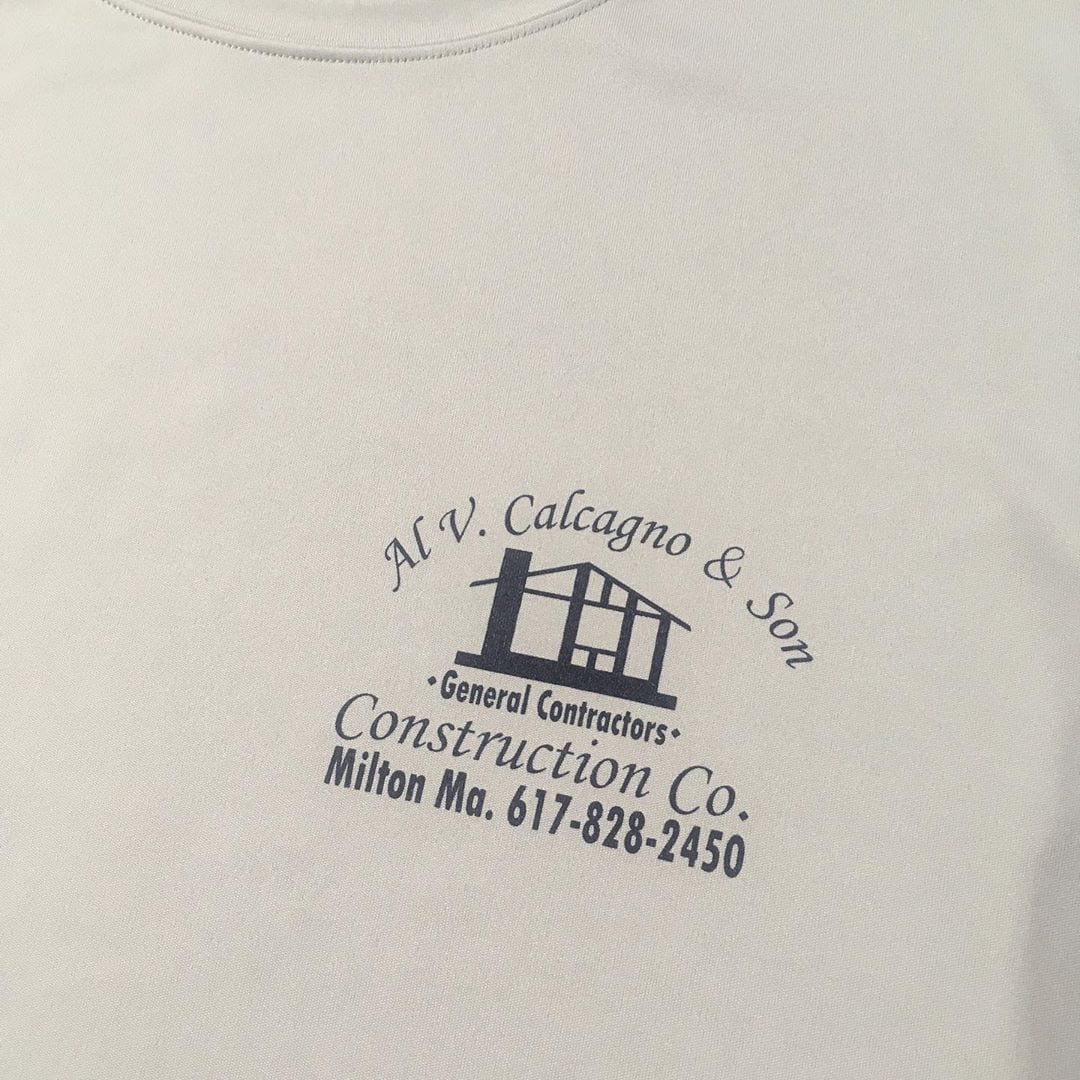 Al V. Calcagno & Son
•General Contractors•
Construction Co.
Milton Ma. 617-828-2450